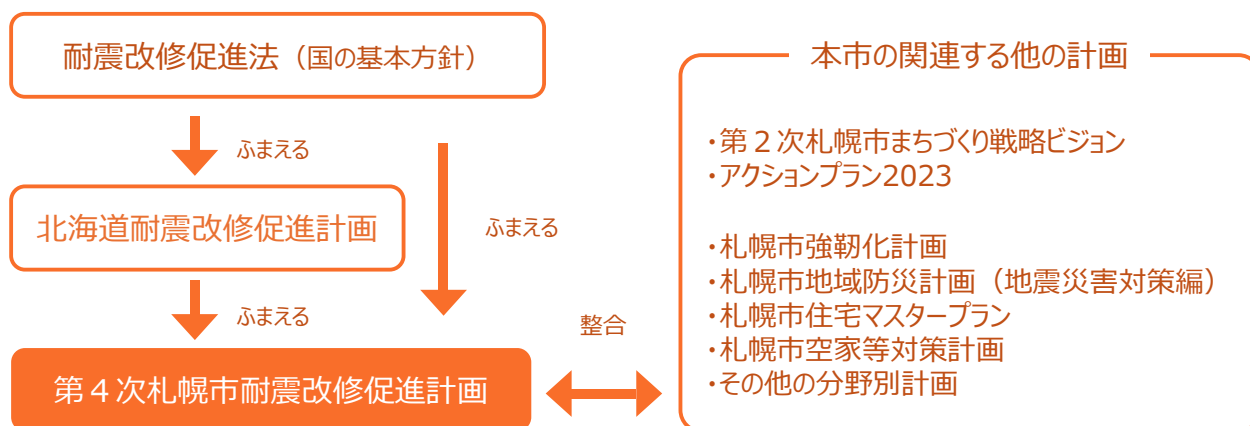 耐震改修促進法（国の基本方針）
ふまえる
北海道耐震改修促進計画
ふまえる
ふまえる
第４次札幌市耐震改修促進計画
整合
本市の関連する他の計画
・第２次札幌市まちづくり戦略ビジョン
・アクションプラン2023
・札幌市強靭化計画
・札幌市地域防災計画（地震災害対策編）
・札幌市住宅マスタープラン
・札幌市空家等対策計画
・その他の分野別計画